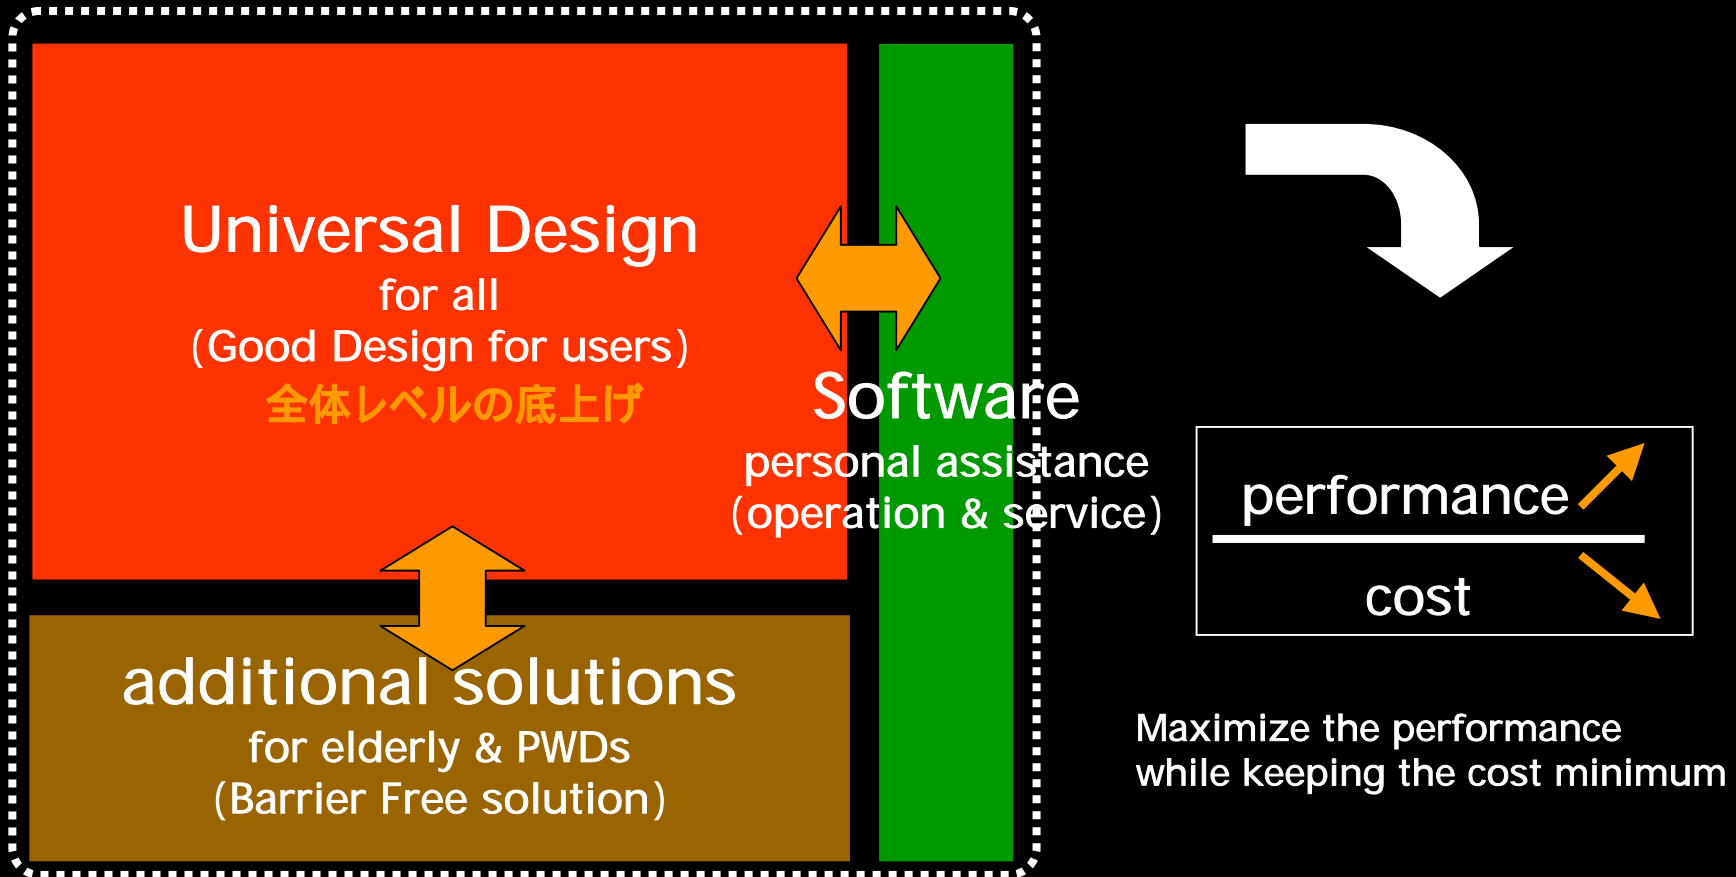 Universal Design
for all
(Good Design for users)
全体レベルの底上げ
Software
personal assistance
(operation & service)
additional solutions
for elderly & PWDs
(Barrier Free solution)
performance
cost
Maximize the performance
while keeping the cost minimum